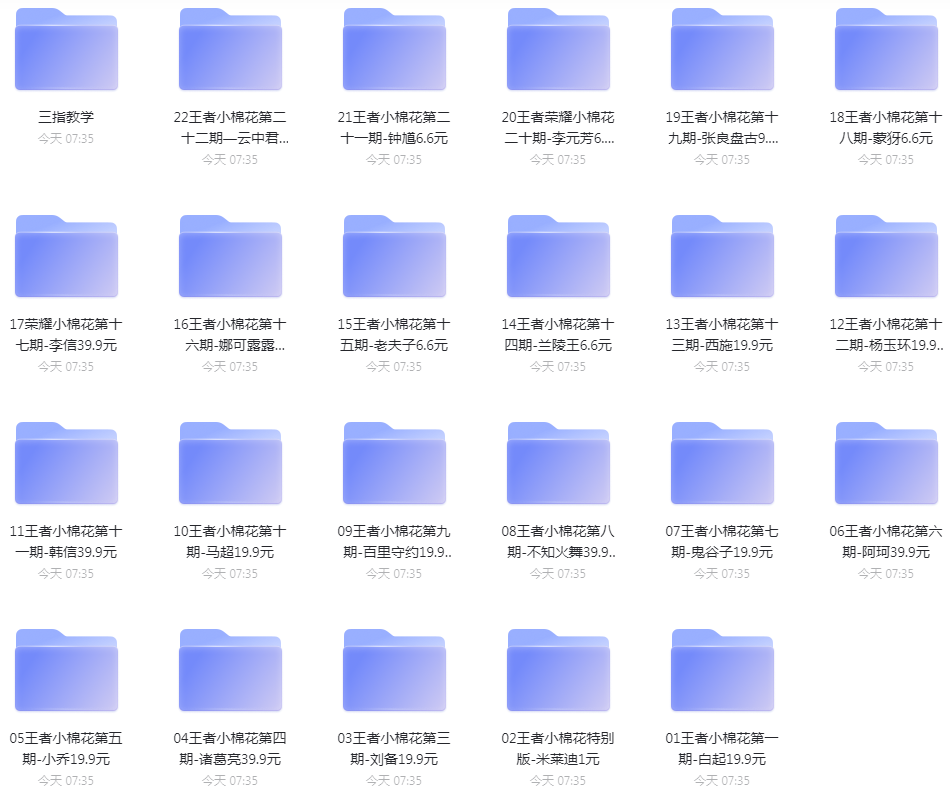 三指教学
今天 07:35
22王者小棉花第二
十二期—云中君...
今天 07:35
21王者小棉花第二
十一期-钟馗6.6元
今天 07:35
20王者荣耀小棉花
二十期-李元芳6....
今天 07:35
19王者小棉花第十
九期-张良盘古9....
今天 07:35
18王者小棉花第十
八期-蒙犽6.6元
今天 07:35
17荣耀小棉花第十
七期-李信39.9元
今天 07:35
16王者小棉花第十
六期-娜可露露...
今天 07:35
15王者小棉花第十
五期-老夫子6.6元
今天 07:35
14王者小棉花第十
四期-兰陵王6.6元
今天 07:35
13王者小棉花第十
三期-西施19.9元
今天 07:35
12王者小棉花第十
二期-杨玉环19.9..
今天 07:35
11王者小棉花第十
一期-韩信39.9元
今天 07:35
10王者小棉花第十
期-马超19.9元
今天 07:35
09王者小棉花第九
期-百里守约19.9..
今天 07:35
08王者小棉花第八
期-不知火舞39.9..
今天 07:35
07王者小棉花第七
期-鬼谷子19.9元
今天 07:35
06王者小棉花第六
期-阿珂39.9元
今天 07:35
05王者小棉花第五
期-小乔19.9元
今天 07:35
04王者小棉花第四
期-诸葛亮39.9元
今天 07:35
03王者小棉花第三
期-刘备19.9元
今天 07:35
02王者小棉花特别
版-米莱迪1元
今天 07:35
01王者小棉花第一
期-白起19.9元
今天 07:35